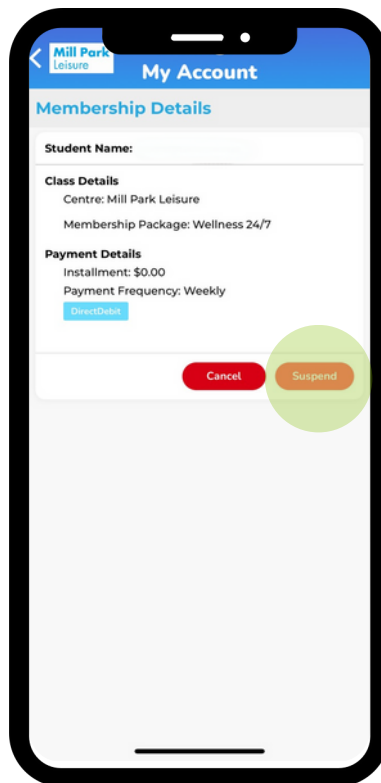 Mill Park
Leisure
My Account
Membership Details
Student Name:
Class Details
Centre: Mill Park Leisure
Membership Package: Wellness 24/7
Payment Details
Installment: $0.00
Payment Frequency: Weekly
DirectDebit
Cancel
Suspend